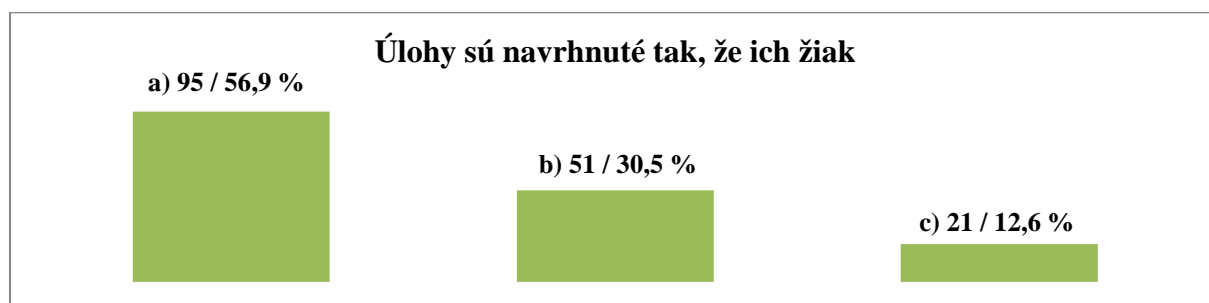 Úlohy sú navrhnuté tak, že ich žiak
a) 95 / 56,9 %
b) 51 / 30,5 %
c) 21 / 12,6 %